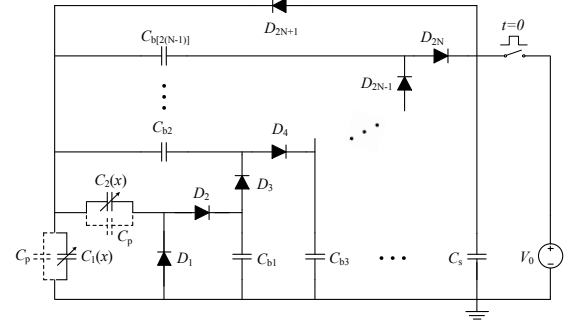 D2N+1
Cb[2(N-1)]
D2N
t=0
D2N-1
Cb2
D4
C2(x)
D3
D2
Cp
Cp
C1(x)
D1
Cb1
Cb3
Cs
V0
+
-